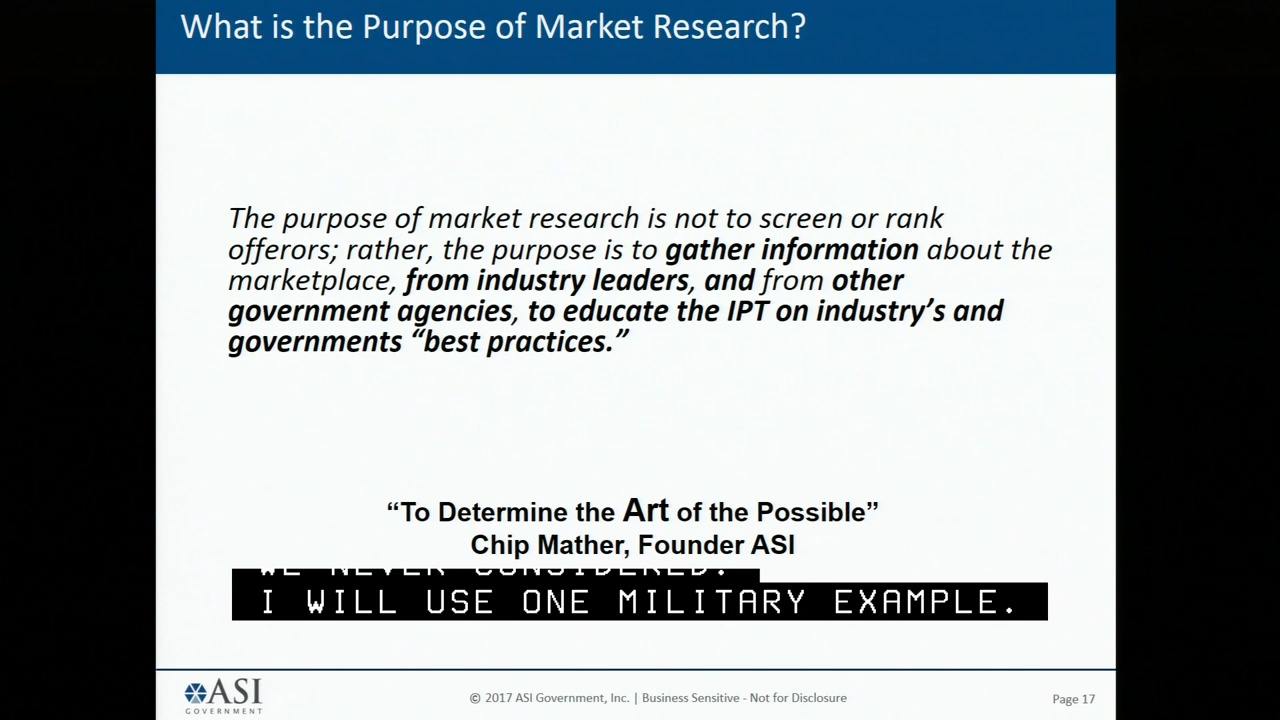 What is the Purpose of Market Research?
The purpose of market research is not to screen or rank
offerors; rather, the purpose is to gather information about the
marketplace, from industry leaders, and from other
government agencies, to educate the IPT on industry's and
governments “best practices.”
“To Determine the Art of the Possible”
Chip Mather, Founder ASI
WE NEVER CONSIDERED.
I WILL USE ONE MILITARY EXAMPLE.
ASI
GOVERNMENT
© 2017 ASI Government, Inc. | Business Sensitive - Not for Disclosure
Page 17